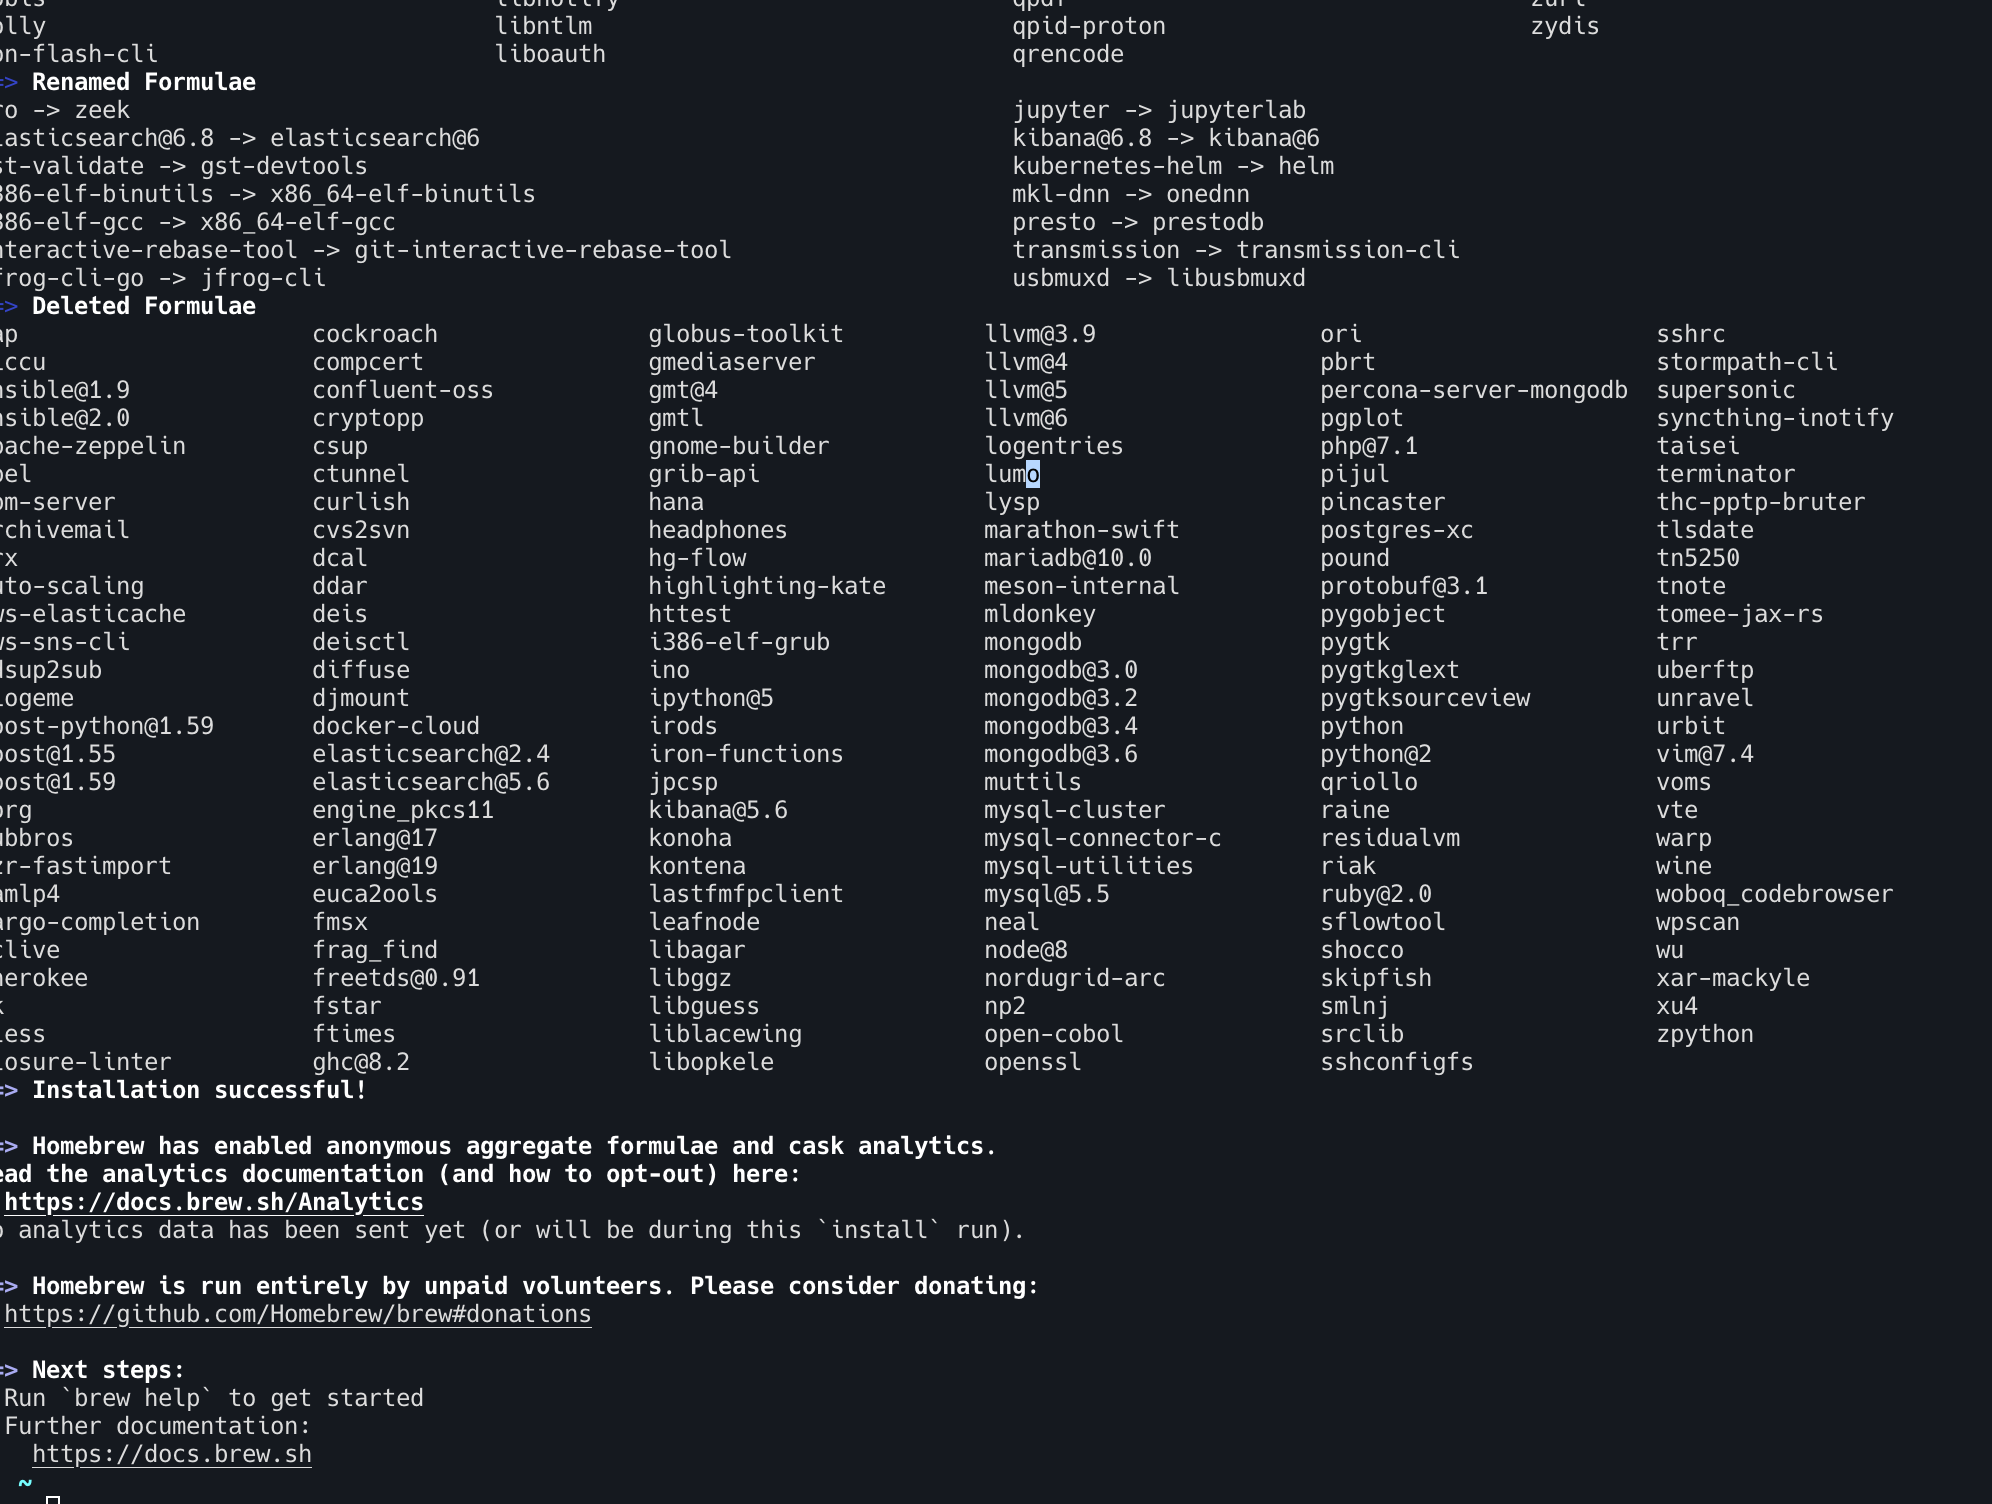 olly libntlm qpid-proton zydis
on-flash-cli liboauth qrencode
=> Renamed Formulae
ro -> zeek jupyter -> jupyterlab
lasticsearch@6.8 -> elasticsearch@6 kibana@6.8 -> kibana@6
st-validate -> gst-devtools kubernetes-helm -> helm
386-elf-binutils -> x86_64-elf-binutils mkl-dnn -> onednn
386-elf-gcc -> x86_64-elf-gcc presto -> prestodb
nteractive-rebase-tool -> git-interactive-rebase-tool transmission -> transmission-cli
frog-cli-go -> jfrog-cli usbmuxd -> libusbmuxd
=> Deleted Formulae
ap cockroach globus-toolkit llvm@3.9 ori sshrc
iccu compcert gmediaserver llvm@4 pbrt stormpath-cli
nsible@1.9 confluent-oss gmt@4 llvm@5 percona-server-mongodb supersonic
nsible@2.0 cryptopp gmtl llvm@6 pgplot syncthing-inotify
pache-zeppelin csup gnome-builder logentries php@7.1 taisei
pel ctunnel grib-api lumo pijul terminator
pm-server curlish hana lysp pincaster thc-pptp-bruter
rchivemail cvs2svn headphones marathon-swift postgres-xc tlsdate
rx dcal hg-flow mariadb@10.0 pound tn5250
uto-scaling ddar highlighting-kate meson-internal protobuf@3.1 tnote
ws-elasticache deis httest mldonkey pygobject tomee-jax-rs
ws-sns-cli deisctl i386-elf-grub mongodb pygtk trr
dsup2sub diffuse ino mongodb@3.0 pygtkglext uberftp
logeme djmount ipython@5 mongodb@3.2 pygtksourceview unravel
oost-python@1.59 docker-cloud irods mongodb@3.4 python urbit
oost@1.55 elasticsearch@2.4 iron-functions mongodb@3.6 python@2 vim@7.4
oost@1.59 elasticsearch@5.6 jpcsp muttils qriollo voms
org engine_pkcs11 kibana@5.6 mysql-cluster raine vte
ubbros erlang@17 konoha mysql-connector-c residualvm warp
zr-fastimport erlang@19 kontena mysql-utilities riak wine
amlp4 euca2ools lastfmfpclient mysql@5.5 ruby@2.0 woboq_codebrowser
argo-completion fmsx leafnode neal sflowtool wpscan
clive frag_find libagar node@8 shocco wu
herokee freetds@0.91 libggz nordugrid-arc skipfish xar-mackyle
k fstar libguess np2 smlnj xu4
less ftimes liblacewing open-cobol srclib zpython
losure-linter ghc@8.2 libopkele openssl sshconfigfs
=> Installation successful!
=> Homebrew has enabled anonymous aggregate formulae and cask analytics.
ead the analytics documentation (and how to opt-out) here:
https://docs.brew.sh/Analytics
o analytics data has been sent yet (or will be during this `install` run).
=> Homebrew is run entirely by unpaid volunteers. Please consider donating:
https://github.com/Homebrew/brew#donations
=> Next steps:
Run `brew help` to get started
Further documentation:
https://docs.brew.sh
~